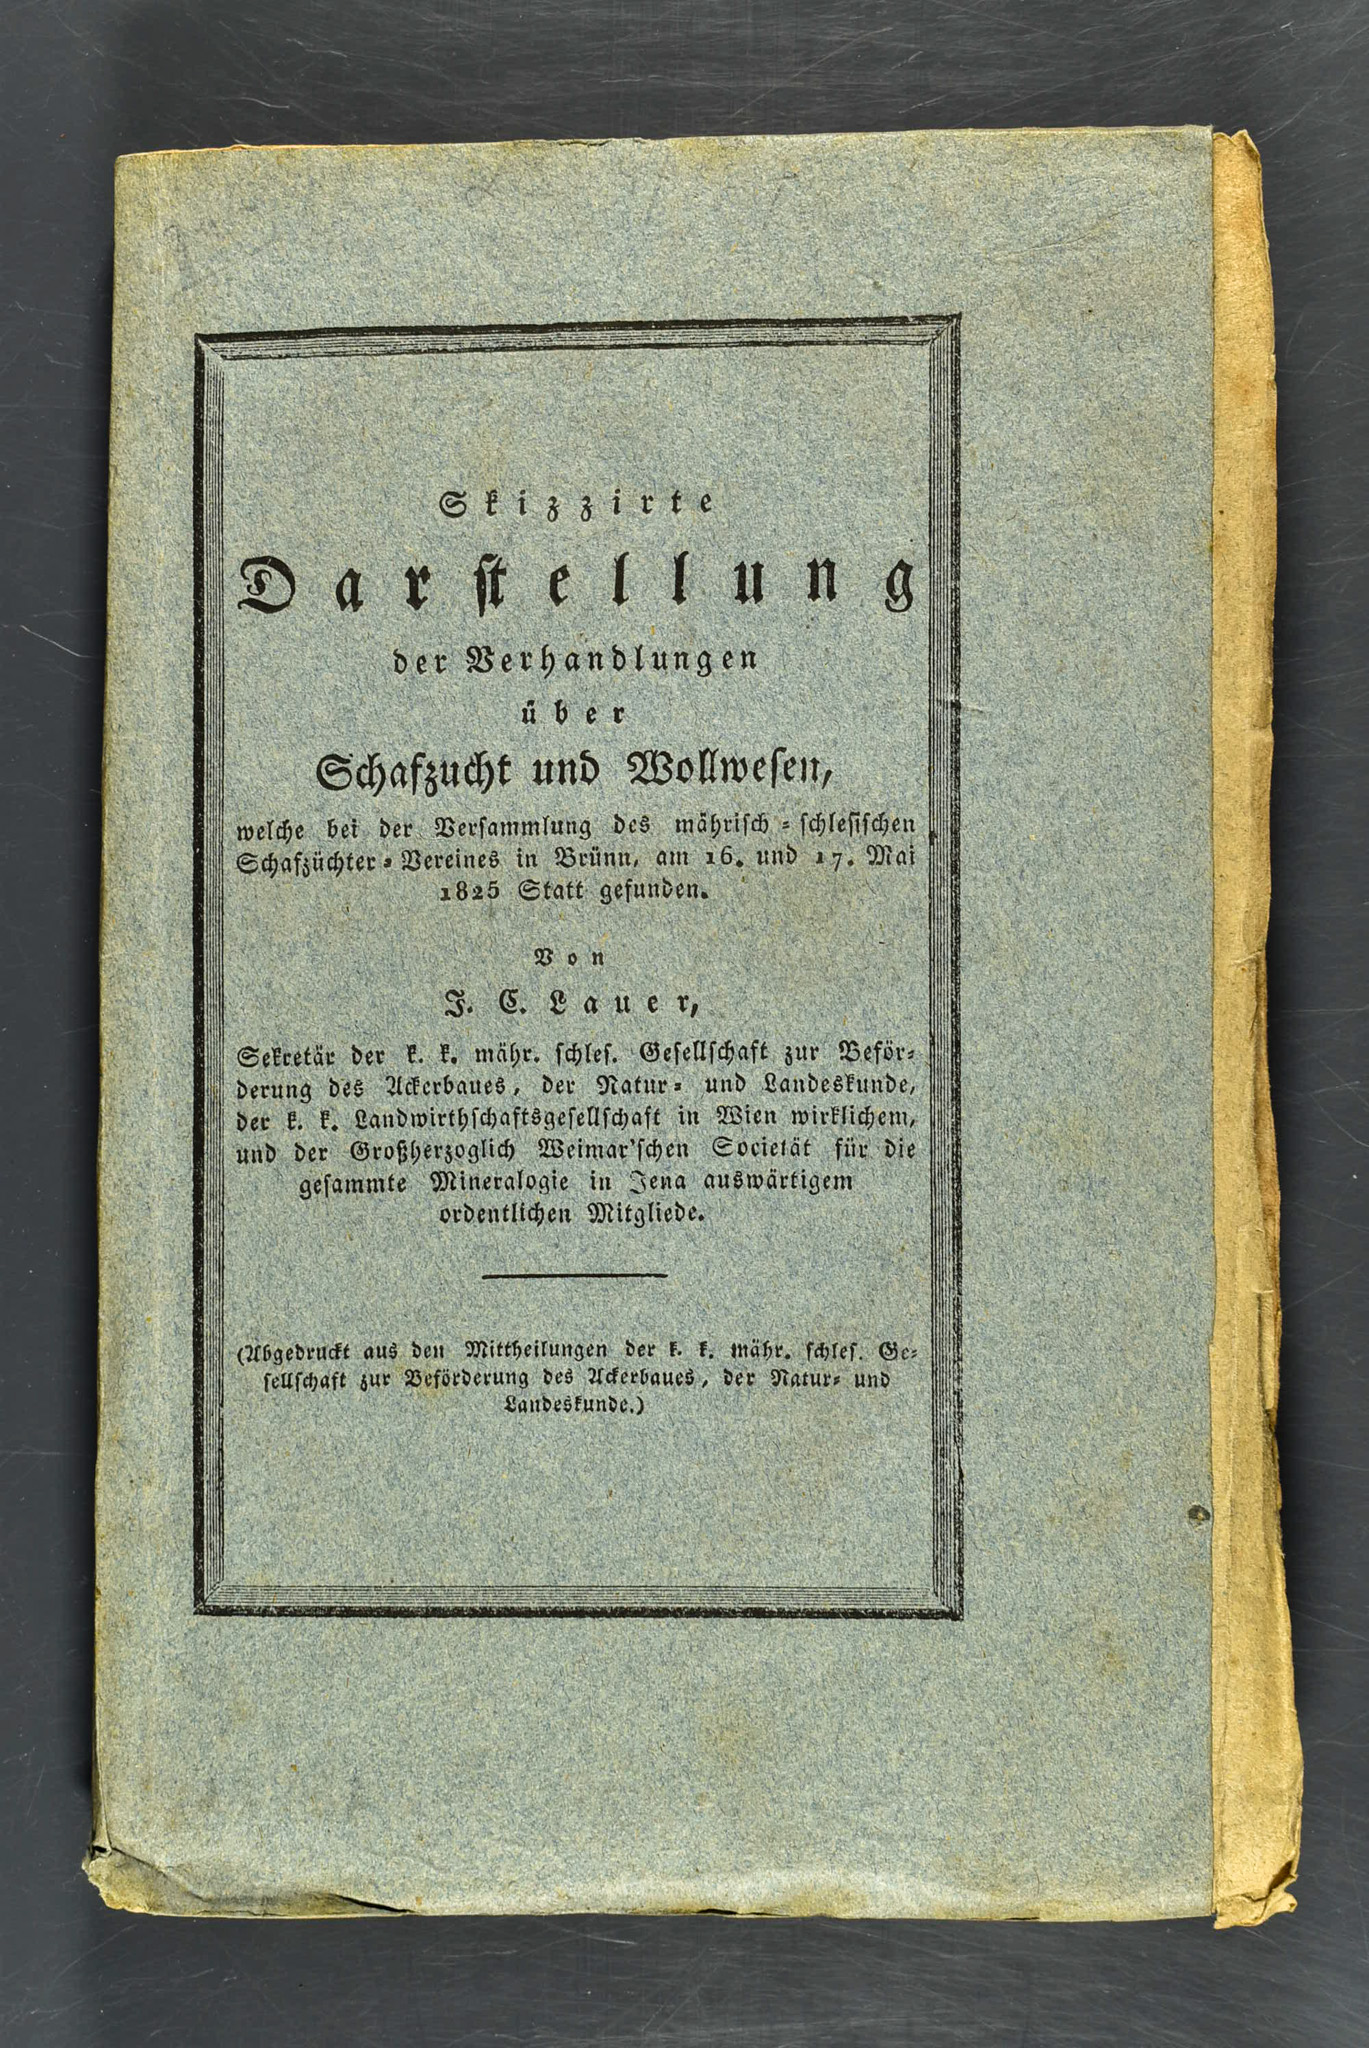 Skizzirte
Darstellung
der Verhandlungen
über
Schafzucht und Wollwesen,
welche bei der Versammlung des mährisch-schlesischen
Schafzüchter-Vereines in Brünn, am 16. und 17. Mai
1825 Statt gefunden.
Von
J. C. Lauer,
Sekretär der k. k. mähr. schles. Gesellschaft zur Beför-
derung des Ackerbaues, der Natur- und Landeskunde,
der k. k. Landwirthschaftsgesellschaft in Wien wirklichem,
und der Großherzoglich Weimar'schen Societät für die
gesammte Mineralogie in Jena auswärtigem
ordentlichen Mitgliede.
(Abgedruckt aus den Mittheilungen der k. k. mähr. schles. Ge-
sellschaft zur Beförderung des Ackerbaues, der Natur- und
Landeskunde.)